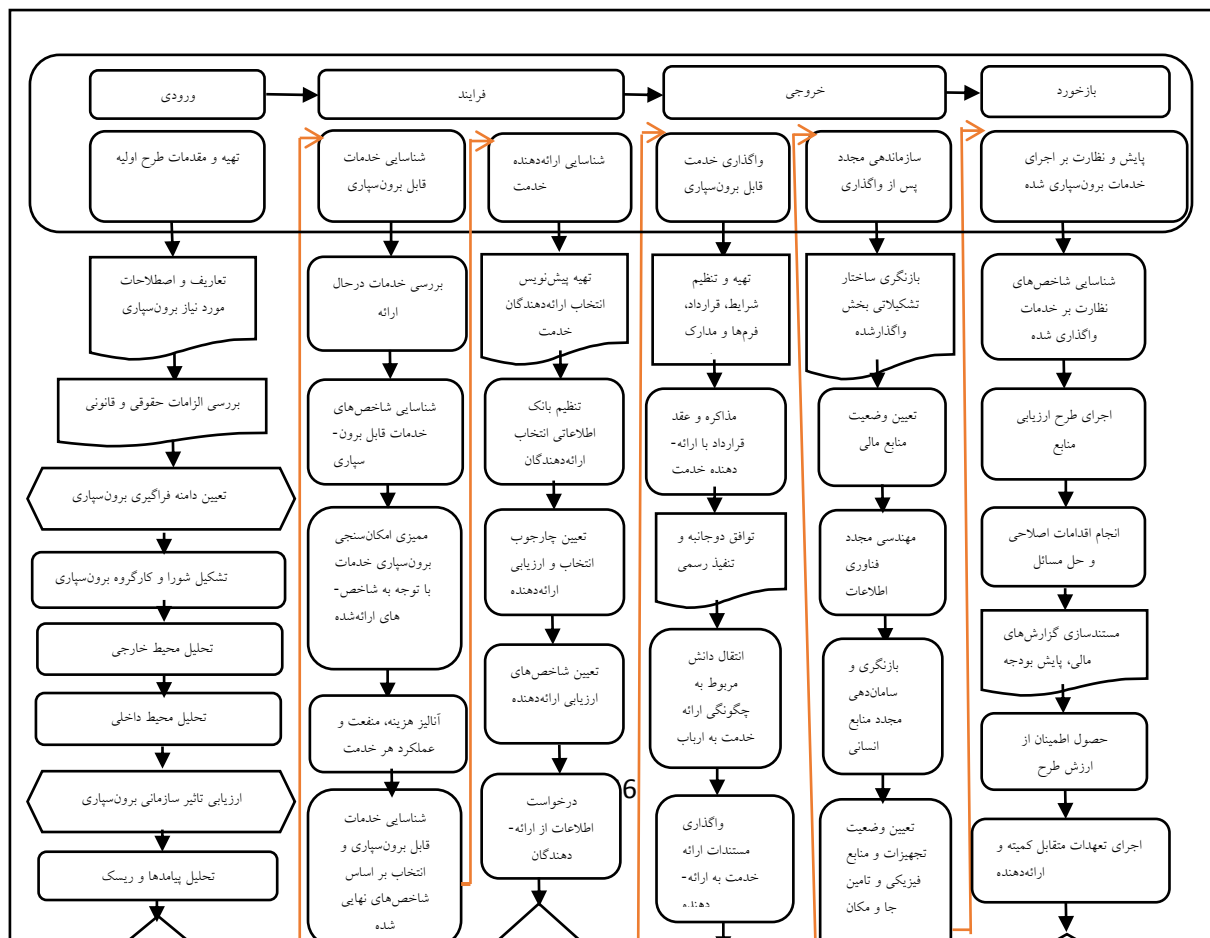 ورودی
فرایند
خروجی
بازخورد
تهیه و مقدمات طرح اولیه
شناسایی خدمات
قابل برون‌سپاری
شناسایی ارائه‌دهنده
خدمت
واگذاری خدمت
قابل برون‌سپاری
سازماندهی مجدد
پس از واگذاری
پایش و نظارت بر اجرای
خدمات برون‌سپاری شده
تعاریف و اصطلاحات
مورد نیاز برون‌سپاری
بررسی الزامات حقوقی و قانونی
تعیین دامنه فراگیری برون‌سپاری
تشکیل شورا و کارگروه برون‌سپاری
تحلیل محیط خارجی
تحلیل محیط داخلی
ارزیابی تاثیر سازمانی برون‌سپاری
تحلیل پیامدها و ریسک
بررسی خدمات درحال
ارائه
شناسایی شاخص‌های
خدمات قابل برون-
سپاری
ممیزی امکان‌سنجی
برون‌سپاری خدمات
با توجه به شاخص-
های ارائه‌شده
آنالیز هزینه، منفعت و
عملکرد هر خدمت
شناسایی خدمات
قابل برون‌سپاری و
انتخاب بر اساس
شاخص‌های نهایی
شده
تهیه پیش‌نویس
انتخاب ارائه‌دهندگان
خدمت
تنظیم بانک
اطلاعاتی انتخاب
ارائه‌دهندگان
تعیین چارجوب
انتخاب و ارزیابی
ارائه‌دهنده
تعیین شاخص‌های
ارزیابی ارائه‌دهنده
درخواست
اطلاعات از ارائه-
دهندگان
6
تهیه و تنظیم
شرایط، قرارداد،
فرم‌ها و مدارک
مذاکره و عقد
قرارداد با ارائه-
دهنده خدمت
توافق دوجانبه و
تنفیذ رسمی
انتقال دانش
مربوط به
چگونگی ارائه
خدمت به ارباب
واگذاری
مستندات ارائه
خدمت به ارائه-
دهنده
بازنگری ساختار
تشکیلاتی بخش
واگذارشده
تعیین وضعیت
منابع مالی
مهندسی مجدد
فناوری
اطلاعات
بازنگری و
سامان‌دهی
مجدد منابع
انسانی
تعیین وضعیت
تجهیزات و منابع
فیزیکی و تامین
جا و مکان
شناسایی شاخص‌های
نظارت بر خدمات
واگذاری شده
اجرای طرح ارزیابی
منابع
انجام اقدامات اصلاحی
و حل مسائل
مستندسازی گزارش‌های
مالی، پایش بودجه
حصول اطمینان از
ارزش طرح
اجرای تعهدات متقابل کمیته و
ارائه‌دهنده